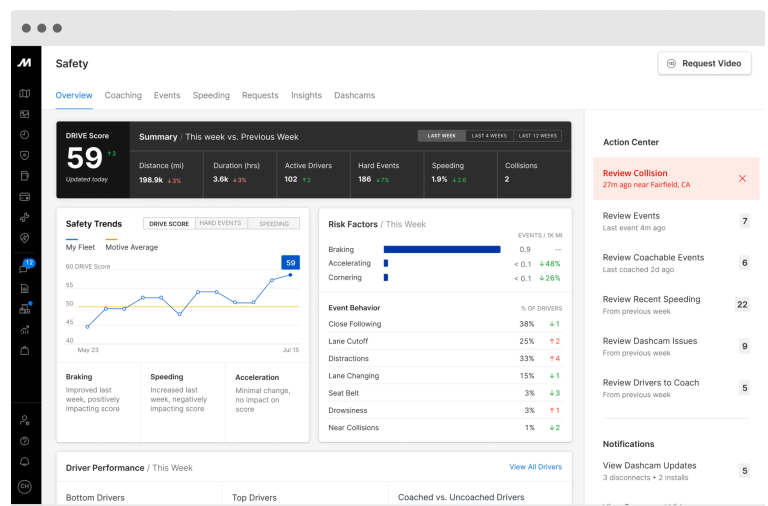 Safety
Request Video
Overview Coaching Events Speeding Requests Insights Dashcams
DRIVE Score
59 ↑3
Updated today
Summary / This week vs. Previous Week
LAST WEEK LAST 4 WEEKS LAST 12 WEEKS
Distance (mi) Duration (hrs) Active Drivers Hard Events Speeding Collisions
198.9k ↓3% 3.6k ↓3% 102 ↑2 186 ↓7% 1.9% ↓2.6 2
Safety Trends
DRIVE SCORE HARD EVENTS SPEEDING
My Fleet Motive Average
60 DRIVE Score
59
55
50
45
40
May 23 Jul 15
Braking
Improved last
week, positively
impacting score
Speeding
Increased last
week, negatively
impacting score
Acceleration
Minimal change,
no impact on
score
Risk Factors / This Week
EVENTS / 1K MI
Braking 0.9 —
Accelerating < 0.1 ↓48%
Cornering < 0.1 ↓26%
Event Behavior % OF DRIVERS
Close Following 38% ↓1
Lane Cutoff 25% ↑2
Distractions 33% ↑4
Lane Changing 15% ↓1
Seat Belt 3% ↓3
Drowsiness 3% ↑1
Near Collisions 1% ↓2
Driver Performance / This Week
View All Drivers
Bottom Drivers Top Drivers Coached vs. Uncoached Drivers
Action Center
Review Collision
27m ago near Fairfield, CA
Review Events 7
Last event 4m ago
Review Coachable Events 6
Last coached 2d ago
Review Recent Speeding 22
From previous week
Review Dashcam Issues 9
From previous week
Review Drivers to Coach 5
From previous week
Notifications
View Dashcam Updates 5
3 disconnects • 2 installs
12
CH